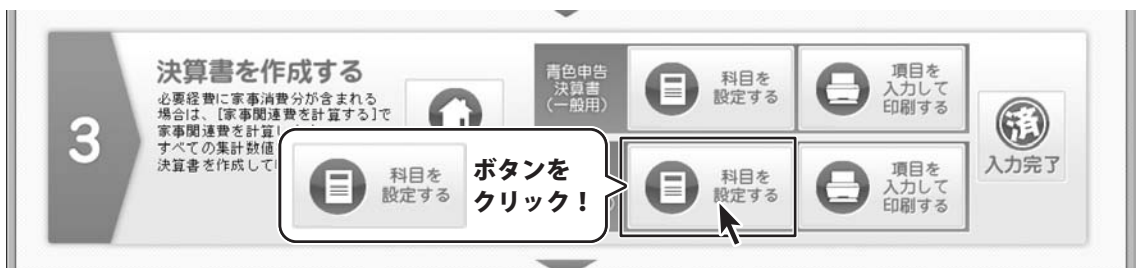 3
決算書を作成する
必要経費に家事消費分が含まれる
場合は、[家事関連費を計算する]で
家事関連費を計算し
すべての集計数値
決算書を作成して
青色申告
決算書
(一般用)
科目を
設定する
項目を
入力して
印刷する
科目を
設定する
ボタンを
クリック！
科目を
設定する
項目を
入力して
印刷する
済
入力完了